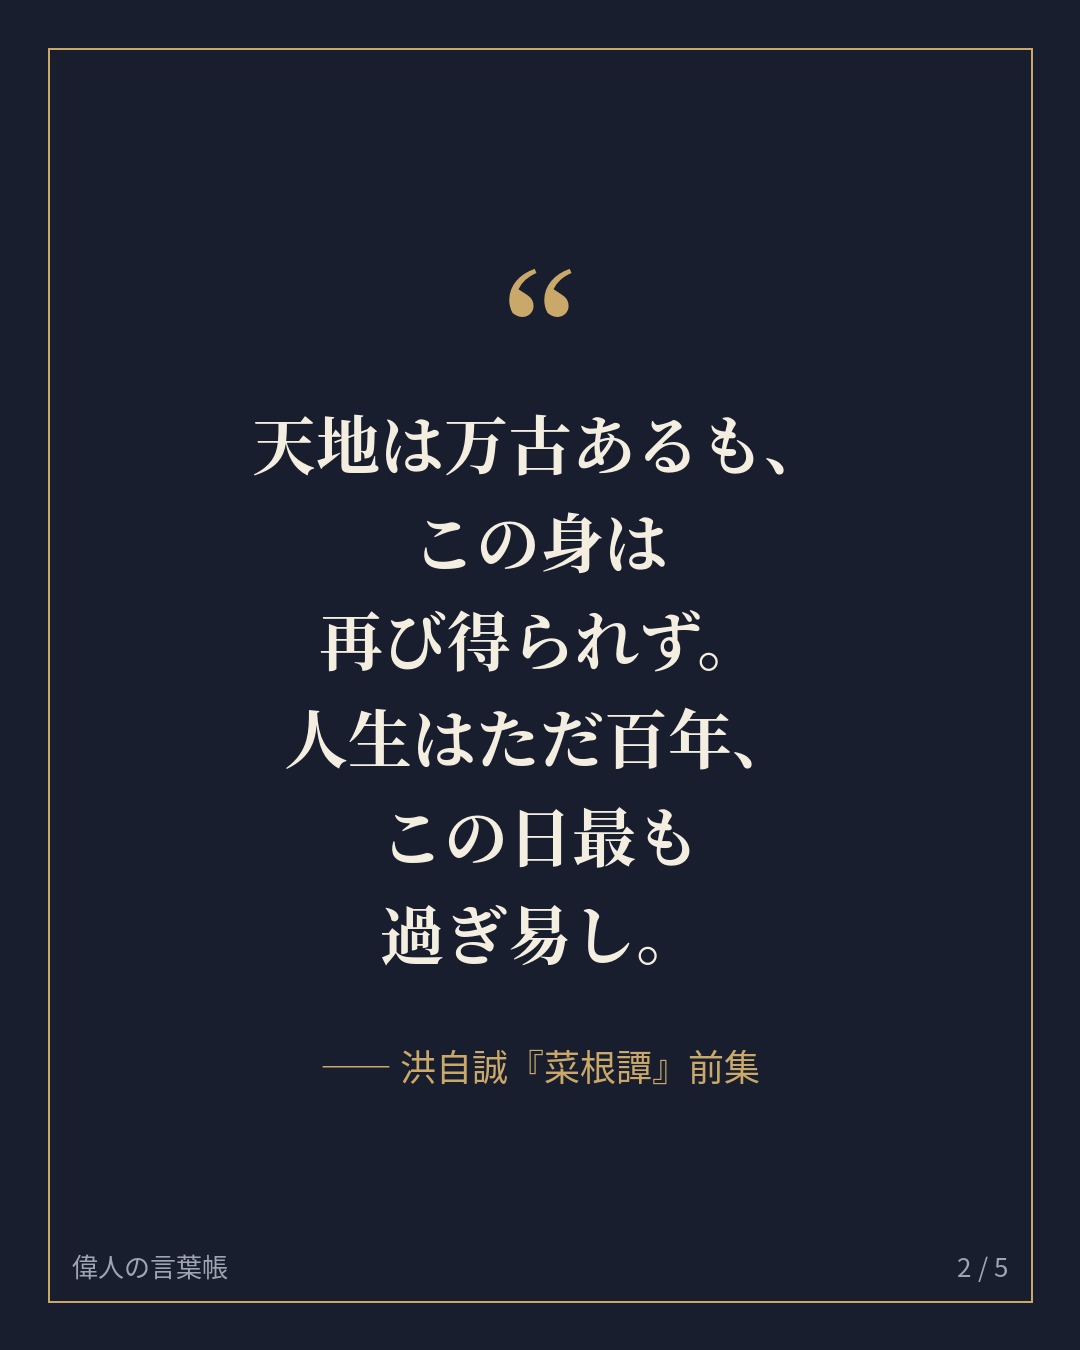 “
天地は万古あるも、
この身は
再び得られず。
人生はただ百年、
この日最も
過ぎ易し。
—— 洪自誠『菜根譚』前集
偉人の言葉帳
2 / 5